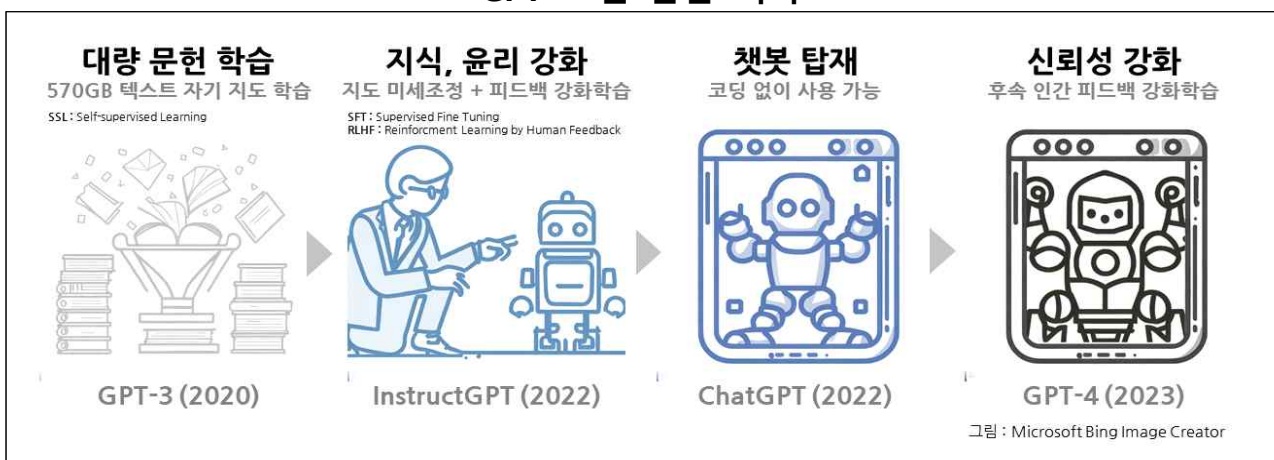 대량 문헌 학습
570GB 텍스트 자기 지도 학습
SSL : Self-supervised Learning
지식, 윤리 강화
지도 미세조정 + 피드백 강화학습
SFT : Supervised Fine Tuning
RLHF : Reinforcment Learning by Human Feedback
챗봇 탑재
코딩 없이 사용 가능
신뢰성 강화
후속 인간 피드백 강화학습
GPT-3 (2020)
InstructGPT (2022)
ChatGPT (2022)
GPT-4 (2023)
그림 : Microsoft Bing Image Creator